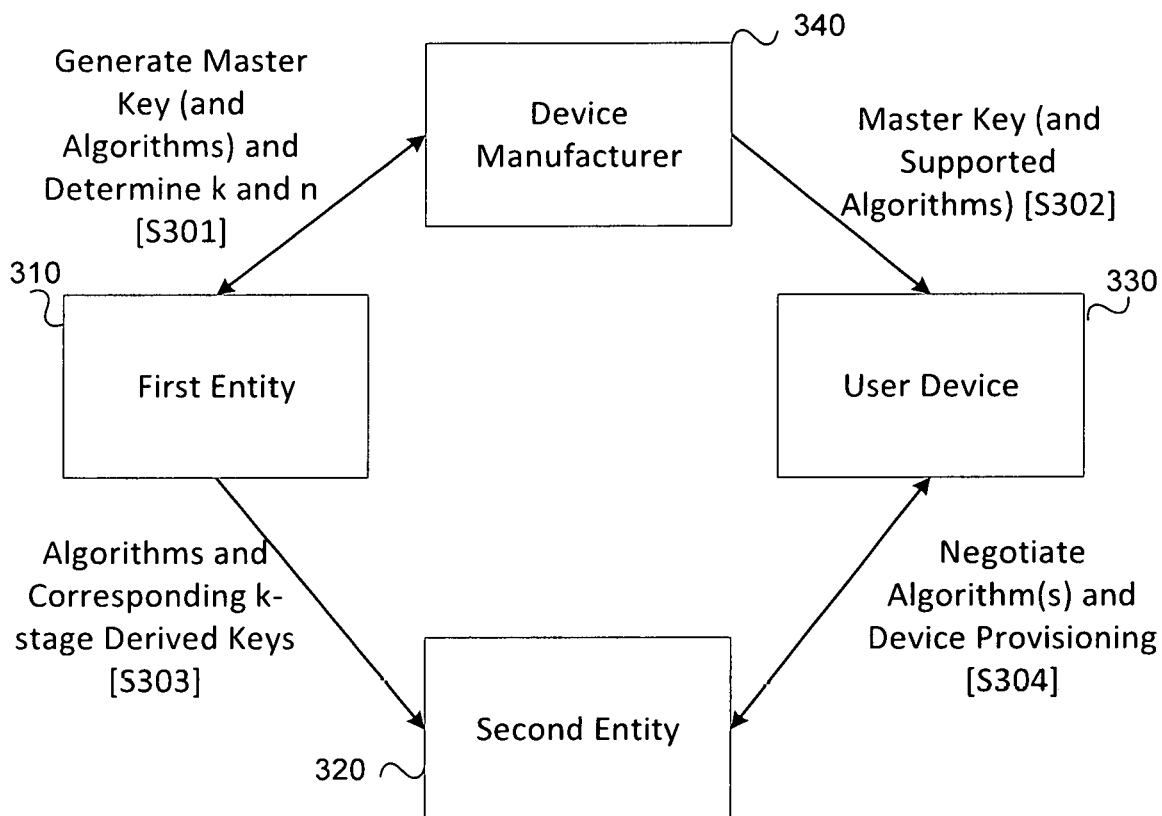 340
Generate Master
Key (and
Algorithms) and
Determine k and n
[S301]
Device
Manufacturer
Master Key (and
Supported
Algorithms) [S302]
310
330
First Entity
User Device
Algorithms and
Corresponding k-
stage Derived Keys
[S303]
Negotiate
Algorithm(s) and
Device Provisioning
[S304]
Second Entity
320